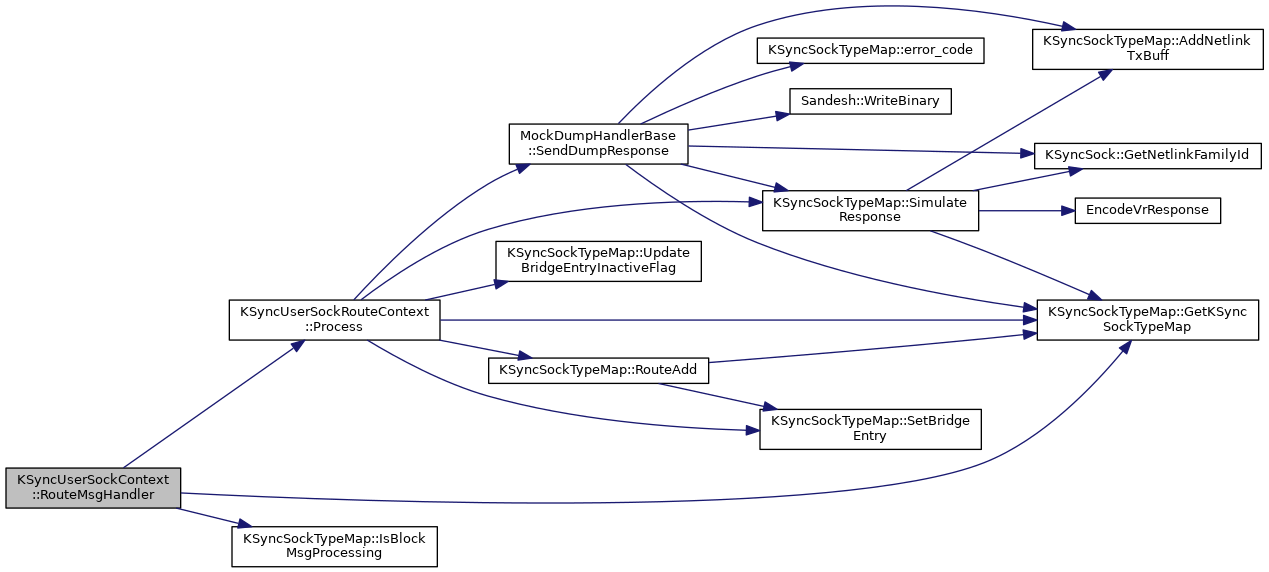 KSyncUserSockContext
::RouteMsgHandler
KSyncUserSockRouteContext
::Process
KSyncSockTypeMap::IsBlock
MsgProcessing
MockDumpHandlerBase
::SendDumpResponse
KSyncSockTypeMap::Update
BridgeEntryInactiveFlag
KSyncSockTypeMap::RouteAdd
KSyncSockTypeMap::error_code
Sandesh::WriteBinary
KSyncSockTypeMap::Simulate
Response
KSyncSockTypeMap::SetBridge
Entry
KSyncSockTypeMap::AddNetlink
TxBuff
KSyncSock::GetNetlinkFamilyId
EncodeVrResponse
KSyncSockTypeMap::GetKSync
SockTypeMap